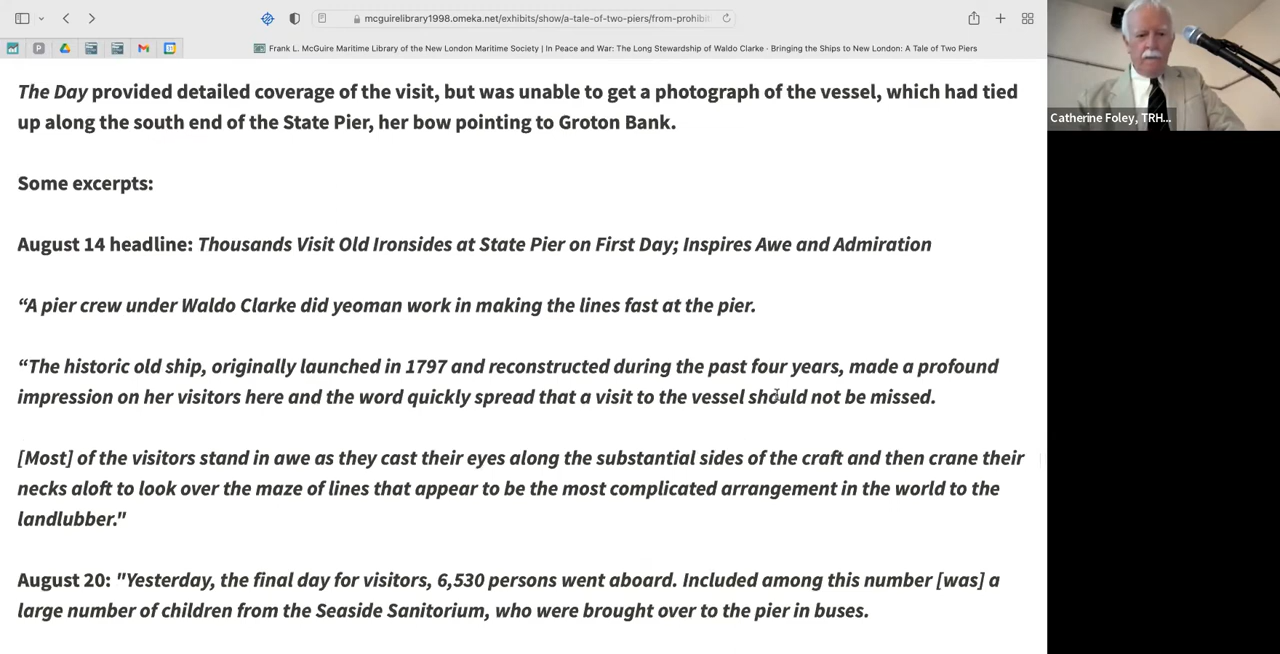 mcguirelibrary1998.omeka.net/exhibits/show/a-tale-of-two-piers/from-prohibit
Frank L. McGuire Maritime Library of the New London Maritime Society | In Peace and War: The Long Stewardship of Waldo Clarke · Bringing the Ships to New London: A Tale of Two Piers
Catherine Foley, TRH...
The Day provided detailed coverage of the visit, but was unable to get a photograph of the vessel, which had tied
up along the south end of the State Pier, her bow pointing to Groton Bank.
Some excerpts:
August 14 headline: Thousands Visit Old Ironsides at State Pier on First Day; Inspires Awe and Admiration
“A pier crew under Waldo Clarke did yeoman work in making the lines fast at the pier.
“The historic old ship, originally launched in 1797 and reconstructed during the past four years, made a profound
impression on her visitors here and the word quickly spread that a visit to the vessel should not be missed.
[Most] of the visitors stand in awe as they cast their eyes along the substantial sides of the craft and then crane their
necks aloft to look over the maze of lines that appear to be the most complicated arrangement in the world to the
landlubber."
August 20: "Yesterday, the final day for visitors, 6,530 persons went aboard. Included among this number [was] a
large number of children from the Seaside Sanitorium, who were brought over to the pier in buses.